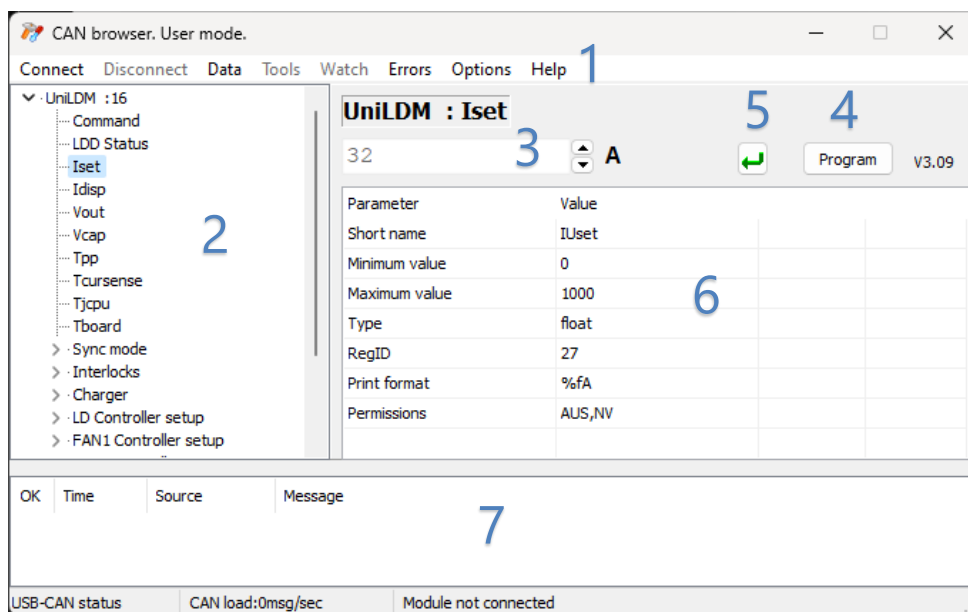 CAN browser. User mode.
Connect Disconnect Data Tools Watch Errors Options Help 1
UniLDM :16
Command
LDD Status
Iset
Idisp
Vout
Vcap
Tpp
Tcursense
Tjcpu
Tboard
Sync mode
Interlocks
Charger
LD Controller setup
FAN1 Controller setup
2
UniLDM : Iset
32 3 A
5
4
Program
V3.09
Parameter Value
Short name IUset
Minimum value 0
Maximum value 1000
Type float
RegID 27
Print format %fA
Permissions AUS,NV
6
OK Time Source Message
7
USB-CAN status CAN load:0msg/sec Module not connected